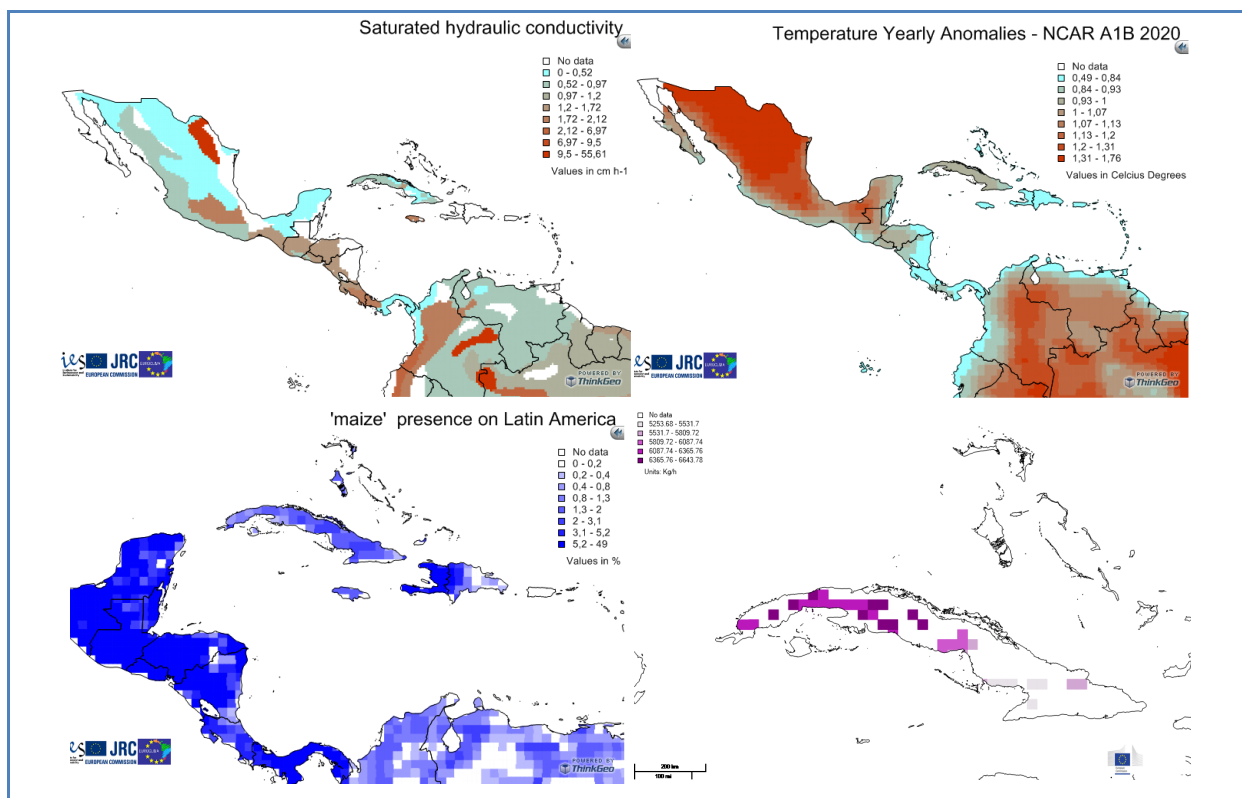 Saturated hydraulic conductivity
No data
0 - 0,52
0,52 - 0,97
0,97 - 1,2
1,2 - 1,72
1,72 - 2,12
2,12 - 6,97
6,97 - 9,5
9,5 - 55,61
Values in cm h-1
ies JRC
EUROPEAN COMMISSION
EUROCLIMA
POWERED BY
ThinkGeo
Temperature Yearly Anomalies - NCAR A1B 2020
No data
0,49 - 0,84
0,84 - 0,93
0,93 - 1
1 - 1,07
1,07 - 1,13
1,13 - 1,2
1,2 - 1,31
1,31 - 1,76
Values in Celcius Degrees
ies JRC
EUROPEAN COMMISSION
EUROCLIMA
POWERED BY
ThinkGeo
'maize' presence on Latin America
No data
0 - 0,2
0,2 - 0,4
0,4 - 0,8
0,8 - 1,3
1,3 - 2
2 - 3,1
3,1 - 5,2
5,2 - 49
Values in %
es JRC
EUROPEAN COMMISSION
EUROCLIMA
POWERED BY
ThinkGeo
No data
5253.68 - 5531.7
5531.7 - 5809.72
5809.72 - 6087.74
6087.74 - 6365.76
6365.76 - 6643.78
Units: Kg/h
200 km
100 mi